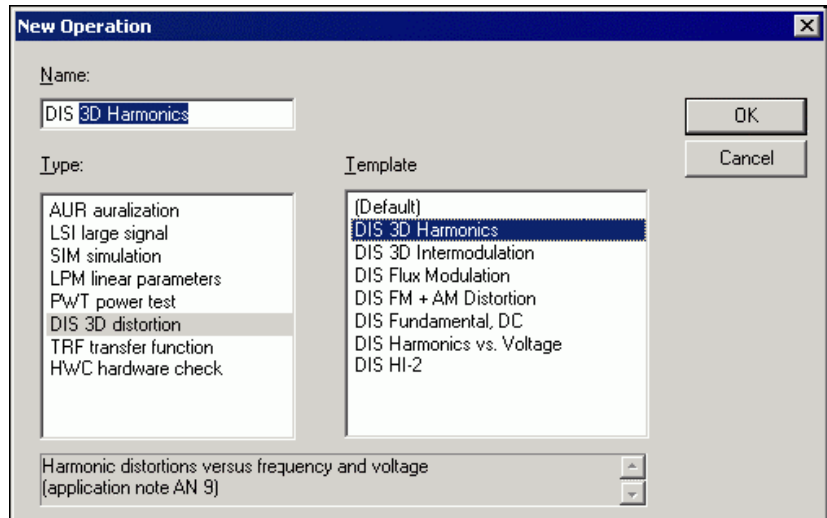 New Operation
Name:
DIS 3D Harmonics
OK
Cancel
Type:
AUR auralization
LSI large signal
SIM simulation
LPM linear parameters
PWT power test
DIS 3D distortion
TRF transfer function
HWC hardware check
Template
(Default)
DIS 3D Harmonics
DIS 3D Intermodulation
DIS Flux Modulation
DIS FM + AM Distortion
DIS Fundamental, DC
DIS Harmonics vs. Voltage
DIS HI-2
Harmonic distortions versus frequency and voltage
(application note AN 9)